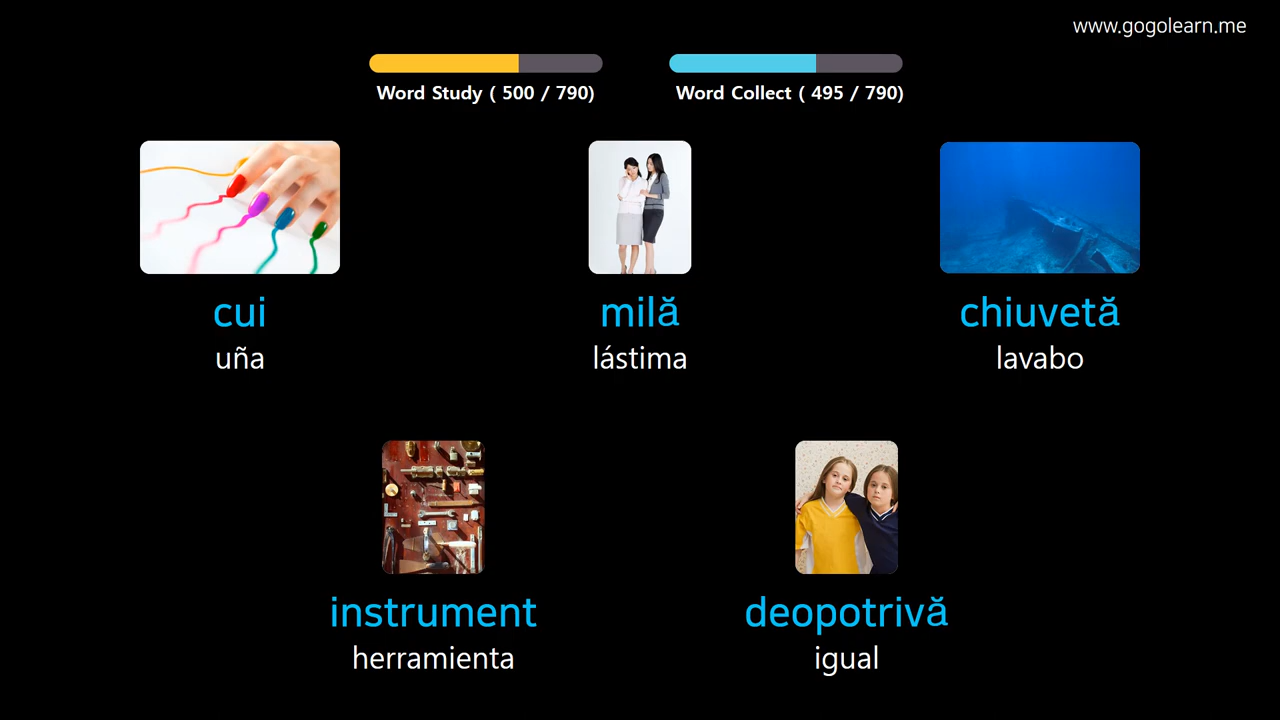 www.gogolearn.me
Word Study ( 500 / 790)
Word Collect ( 495 / 790)
cui
uña
milă
lástima
chiuvetă
lavabo
instrument
herramienta
deopotrivă
igual